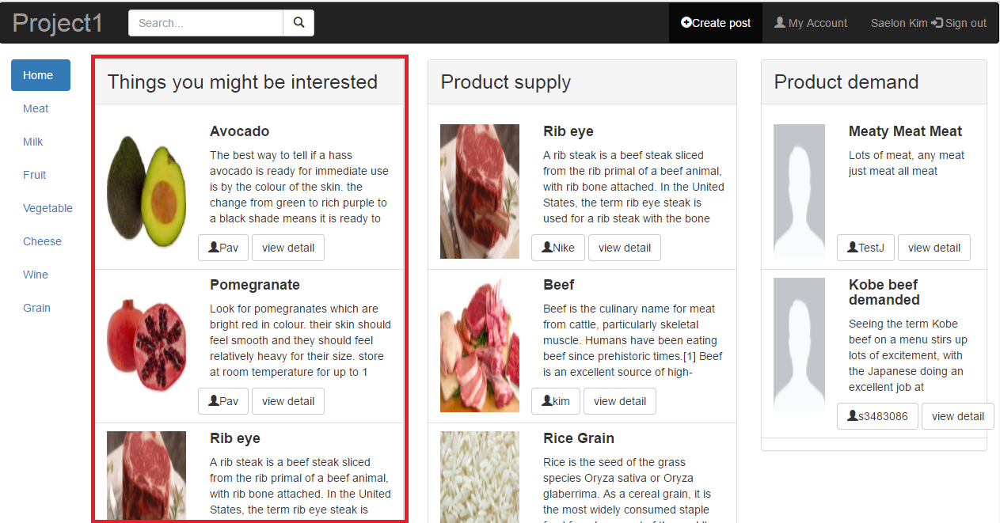 Project1
Search...
Create post
My Account
Saelon Kim Sign out
Home
Meat
Milk
Fruit
Vegetable
Cheese
Wine
Grain
Things you might be interested
Avocado
The best way to tell if a hass
avocado is ready for immediate use
is by the colour of the skin. the
change from green to rich purple to
a black shade means it is ready to
Pav
view detail
Pomegranate
Look for pomegranates which are
bright red in colour. their skin should
feel smooth and they should feel
relatively heavy for their size. store
at room temperature for up to 1
Pav
view detail
Rib eye
A rib steak is a beef steak sliced
from the rib primal of a beef animal,
with rib bone attached. In the United
States, the term rib eye steak is
Product supply
Rib eye
A rib steak is a beef steak sliced
from the rib primal of a beef animal,
with rib bone attached. In the United
States, the term rib eye steak is
used for a rib steak with the bone
Nike
view detail
Beef
Beef is the culinary name for meat
from cattle, particularly skeletal
muscle. Humans have been eating
beef since prehistoric times.[1] Beef
is an excellent source of high-
kim
view detail
Rice Grain
Rice is the seed of the grass
species Oryza sativa or Oryza
glaberrima. As a cereal grain, it is
the most widely consumed staple
Product demand
Meaty Meat Meat
Lots of meat, any meat
just meat all meat
TestJ
view detail
Kobe beef
demanded
Seeing the term Kobe
beef on a menu stirs up
lots of excitement, with
the Japanese doing an
excellent job at
s3483086
view detail